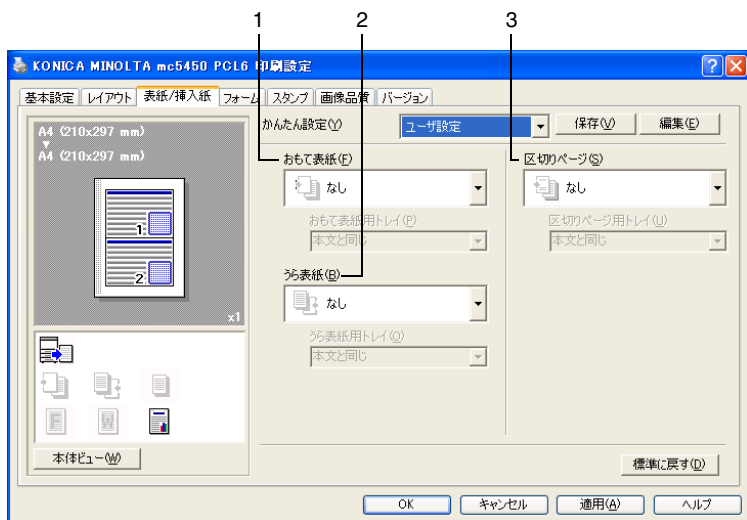 1 2 3
KONICA MINOLTA mc5450 PCL6 印刷設定
基本設定 レイアウト 表紙/挿入紙 フォーム スタンプ 画像品質 バージョン
A4 (210x297 mm)
A4 (210x297 mm)
1
2
x1
かんたん設定(Y) ユーザ設定 保存(V) 編集(E)
おもて表紙(F)
なし
おもて表紙用トレイ(P)
本文と同じ
うら表紙(B)
なし
うら表紙用トレイ(O)
本文と同じ
区切りページ(S)
なし
区切りページ用トレイ(U)
本文と同じ
F W
本体ビュー(W)
標準に戻す(D)
OK キャンセル 適用(A) ヘルプ